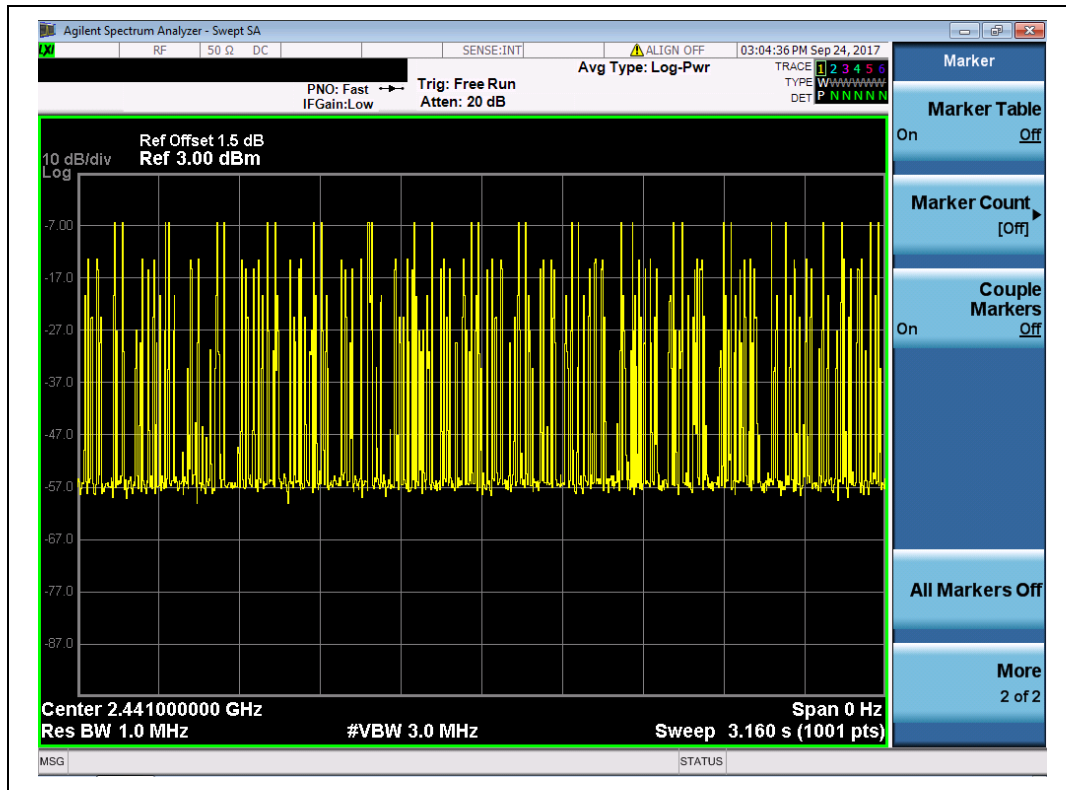 Agilent Spectrum Analyzer - Swept SA
LXI RF 50 Ω DC SENSE:INT ALIGN OFF 03:04:36 PM Sep 24, 2017
Avg Type: Log-Pwr TRACE 1 2 3 4 5 6
PNO: Fast Trig: Free Run TYPE WWWWWW
IFGain:Low Atten: 20 dB DET P N N N N N
Ref Offset 1.5 dB
10 dB/div Ref 3.00 dBm
Log
-7.00
-17.0
-27.0
-37.0
-47.0
-57.0
-67.0
-77.0
-87.0
Center 2.441000000 GHz Span 0 Hz
Res BW 1.0 MHz #VBW 3.0 MHz Sweep 3.160 s (1001 pts)
MSG STATUS
Marker
Marker Table
On Off
Marker Count
[Off]
Couple
Markers
On Off
All Markers Off
More
2 of 2